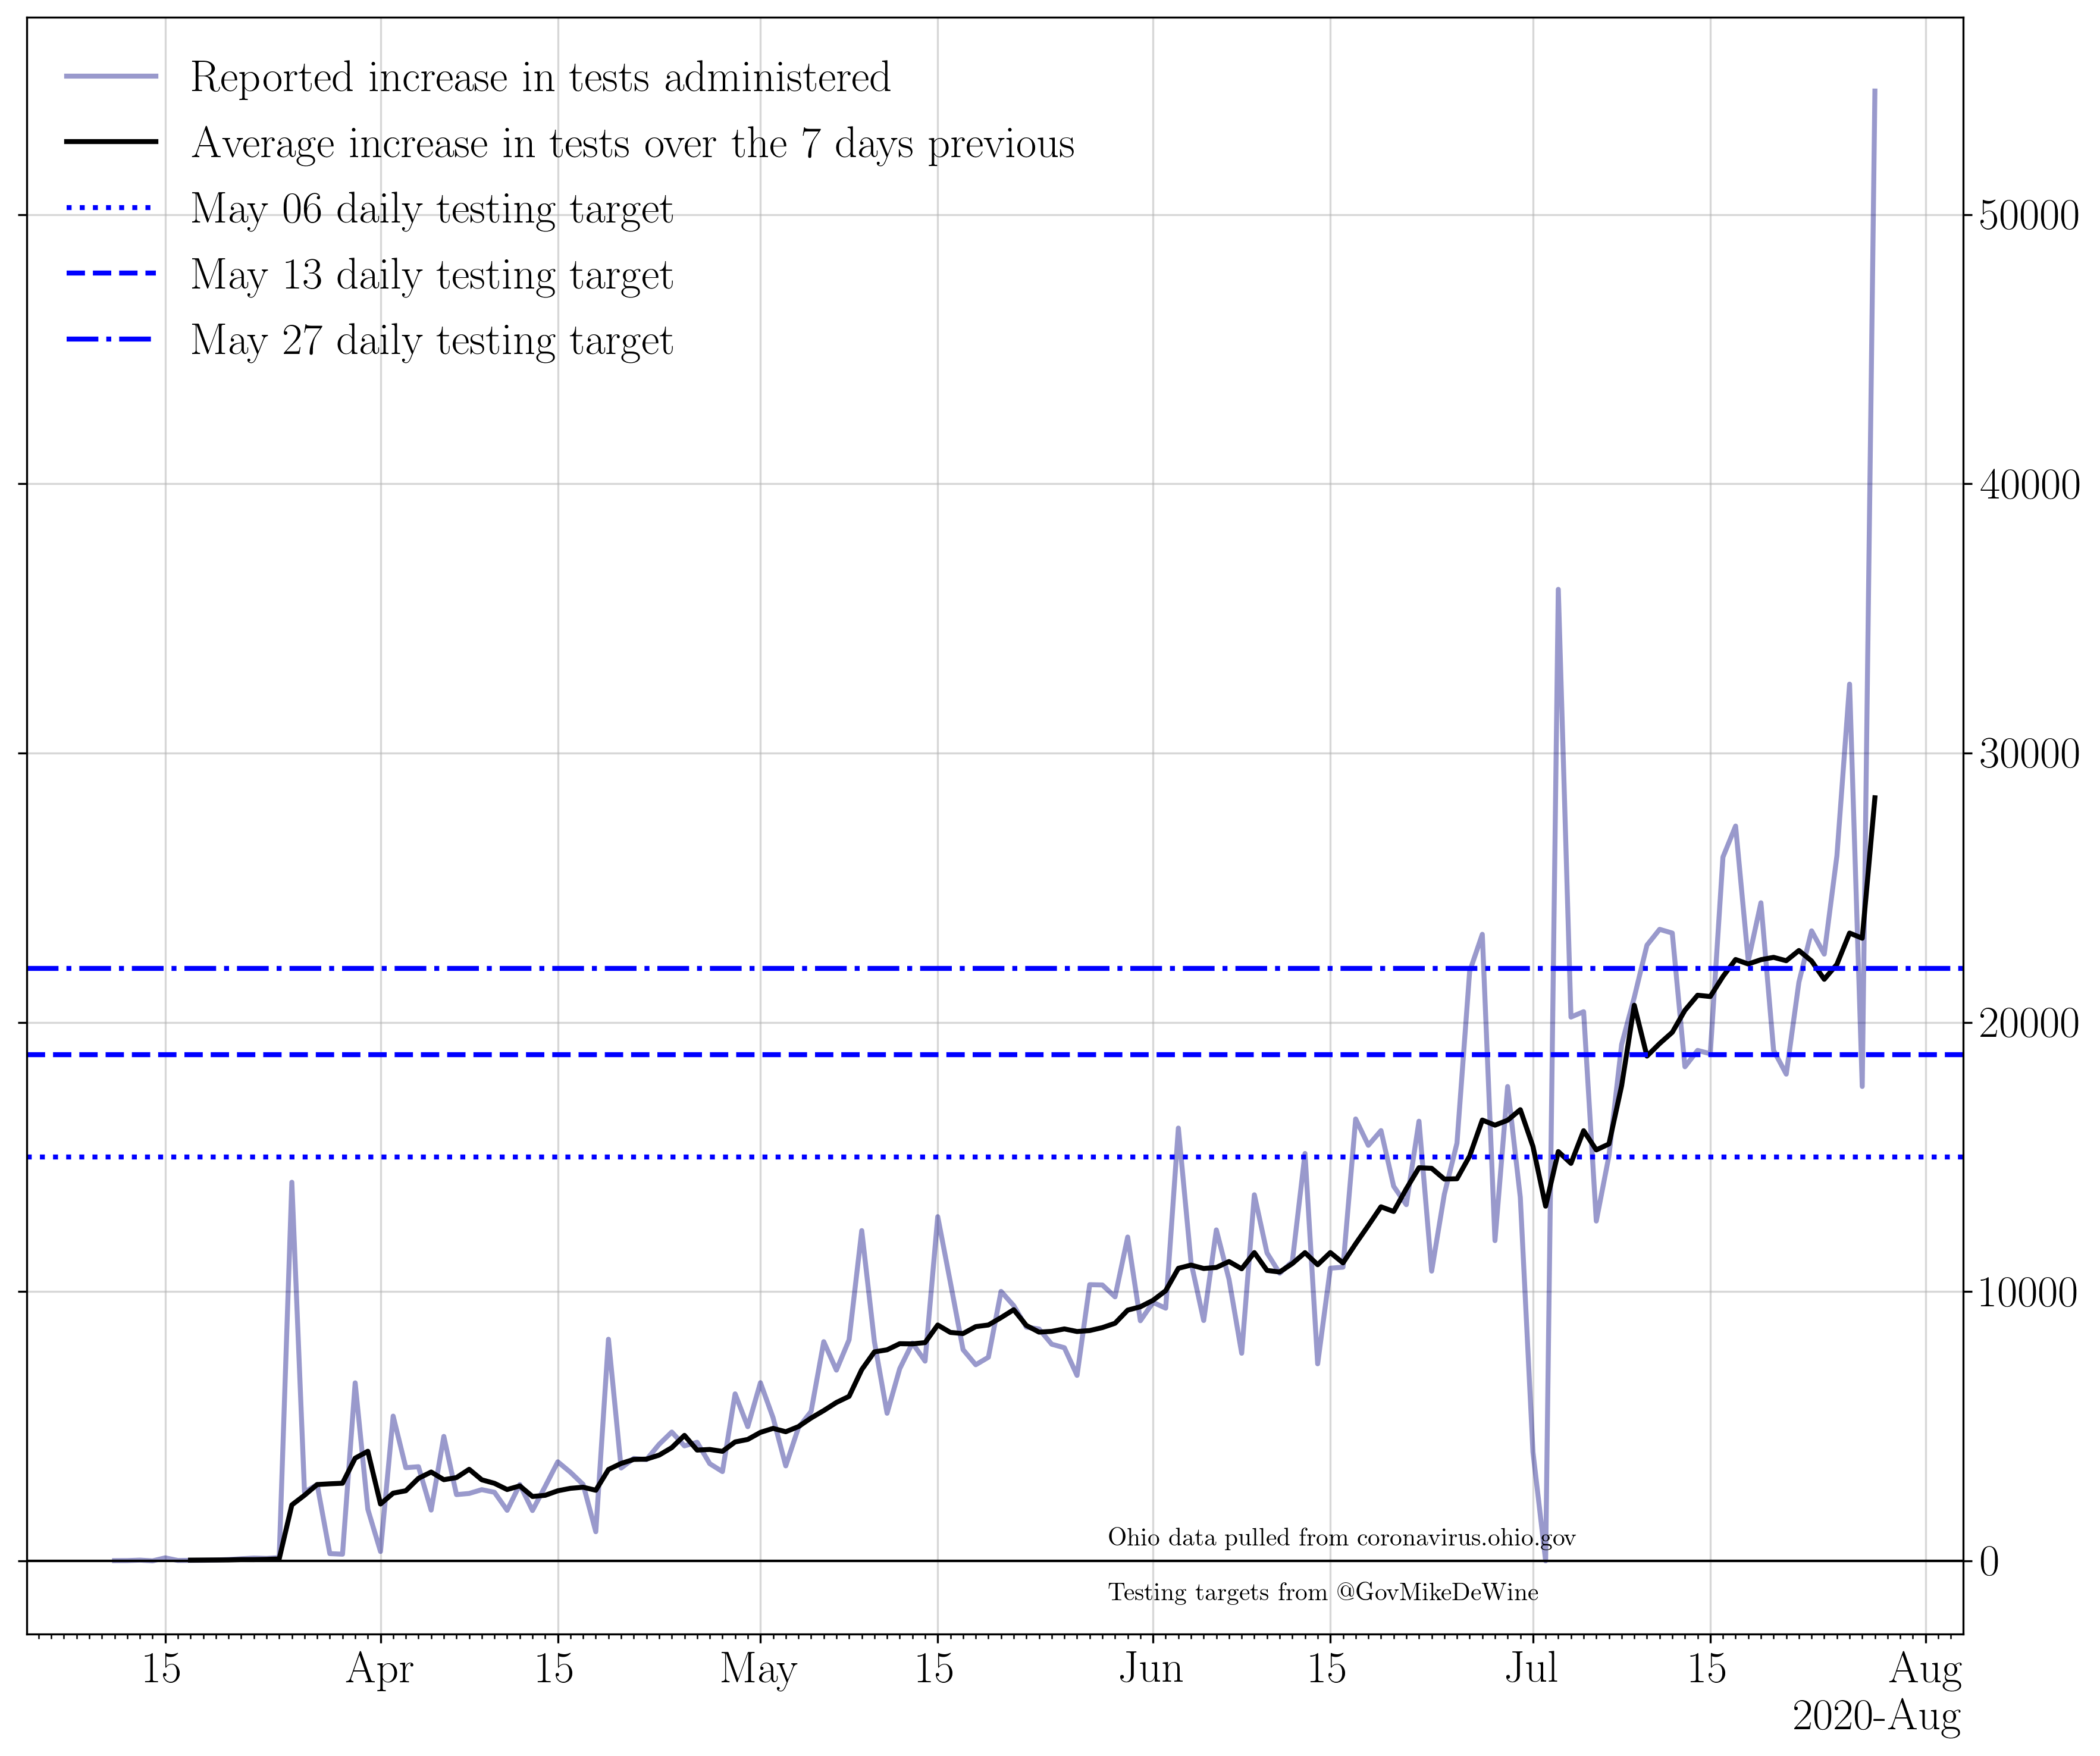 Reported increase in tests administered
Average increase in tests over the 7 days previous
May 06 daily testing target
May 13 daily testing target
May 27 daily testing target
50000
40000
30000
20000
10000
0
Ohio data pulled from coronavirus.ohio.gov
Testing targets from @GovMikeDeWine
15 Apr 15 May 15 Jun 15 Jul 15 Aug
2020-Aug